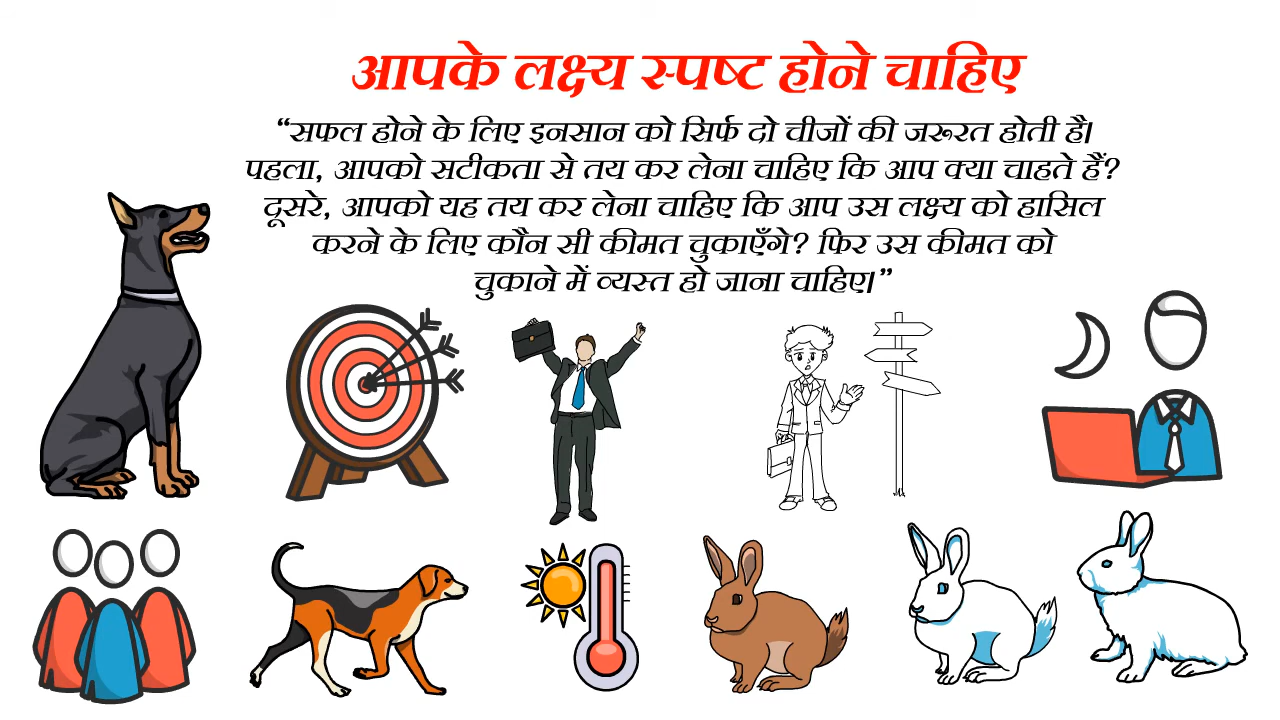 आपके लक्ष्य स्पष्ट होने चाहिए
“सफल होने के लिए इनसान को सिर्फ दो चीजों की जरूरत होती है।
पहला, आपको सटीकता से तय कर लेना चाहिए कि आप क्या चाहते हैं?
दूसरे, आपको यह तय कर लेना चाहिए कि आप उस लक्ष्य को हासिल
करने के लिए कौन सी कीमत चुकाएँगे? फिर उस कीमत को
चुकाने में व्यस्त हो जाना चाहिए।”